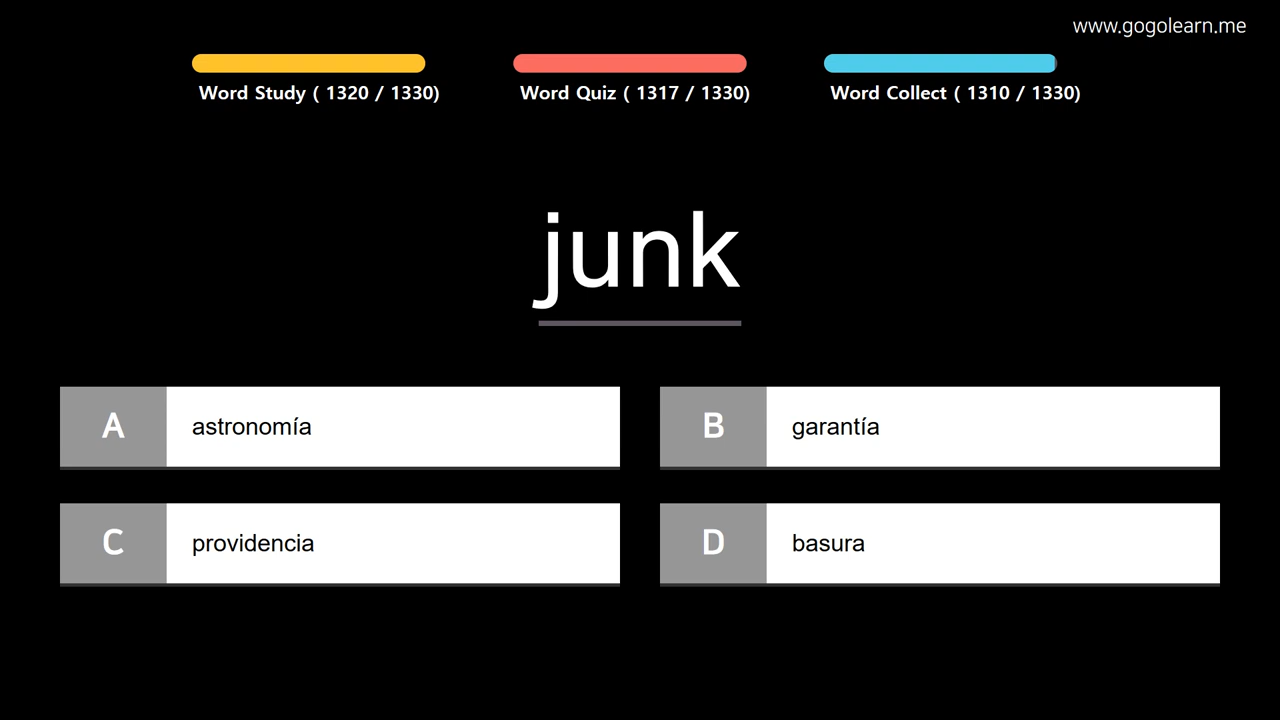 www.gogolearn.me
Word Study ( 1320 / 1330)
Word Quiz ( 1317 / 1330)
Word Collect ( 1310 / 1330)
junk
A astronomía
B garantía
C providencia
D basura